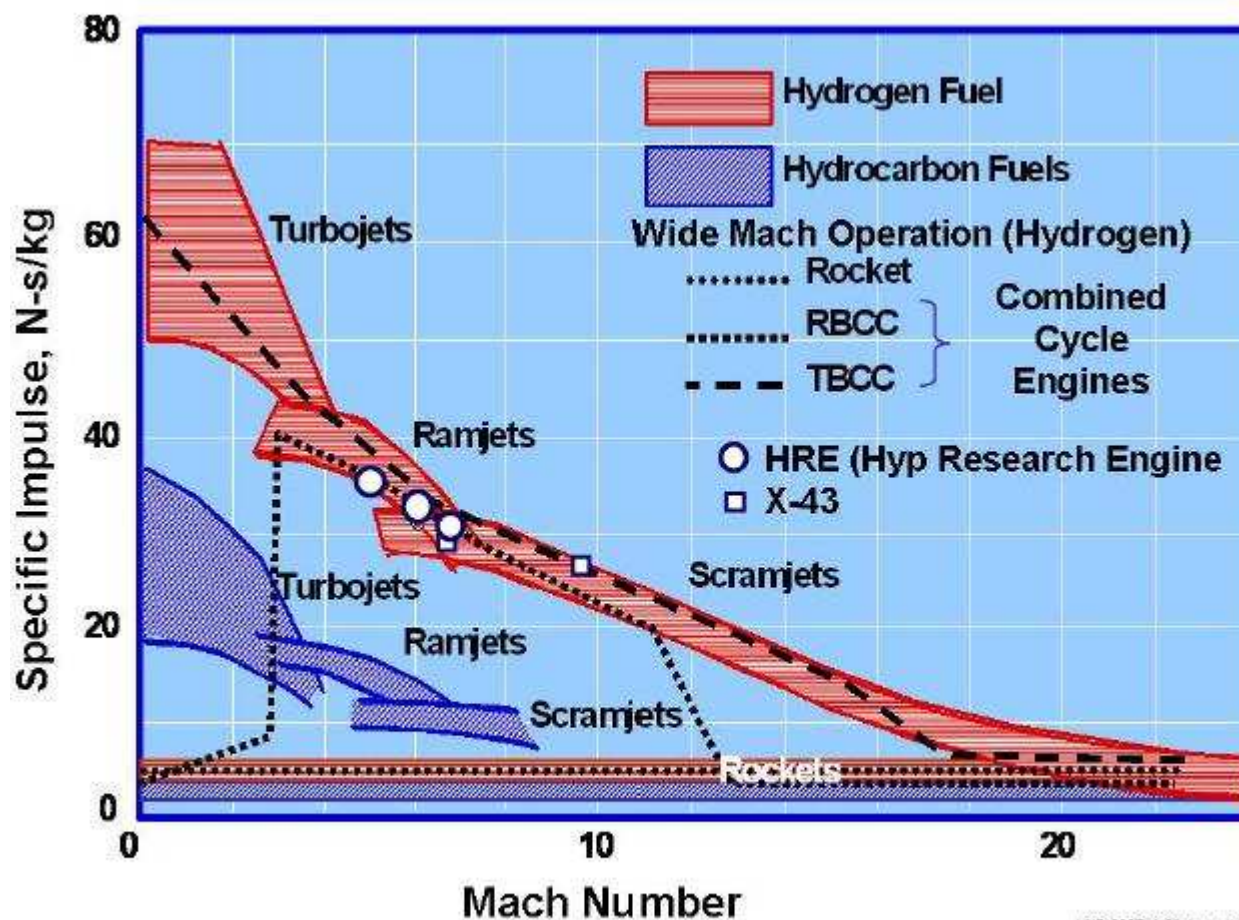 80
60
40
20
0
0
10
20
Specific Impulse, N-s/kg
Mach Number
Hydrogen Fuel
Hydrocarbon Fuels
Wide Mach Operation (Hydrogen)
Rocket
RBCC
TBCC
Combined
Cycle
Engines
HRE (Hyp Research Engine
X-43
Turbojets
Ramjets
Scramjets
Turbojets
Ramjets
Scramjets
Rockets